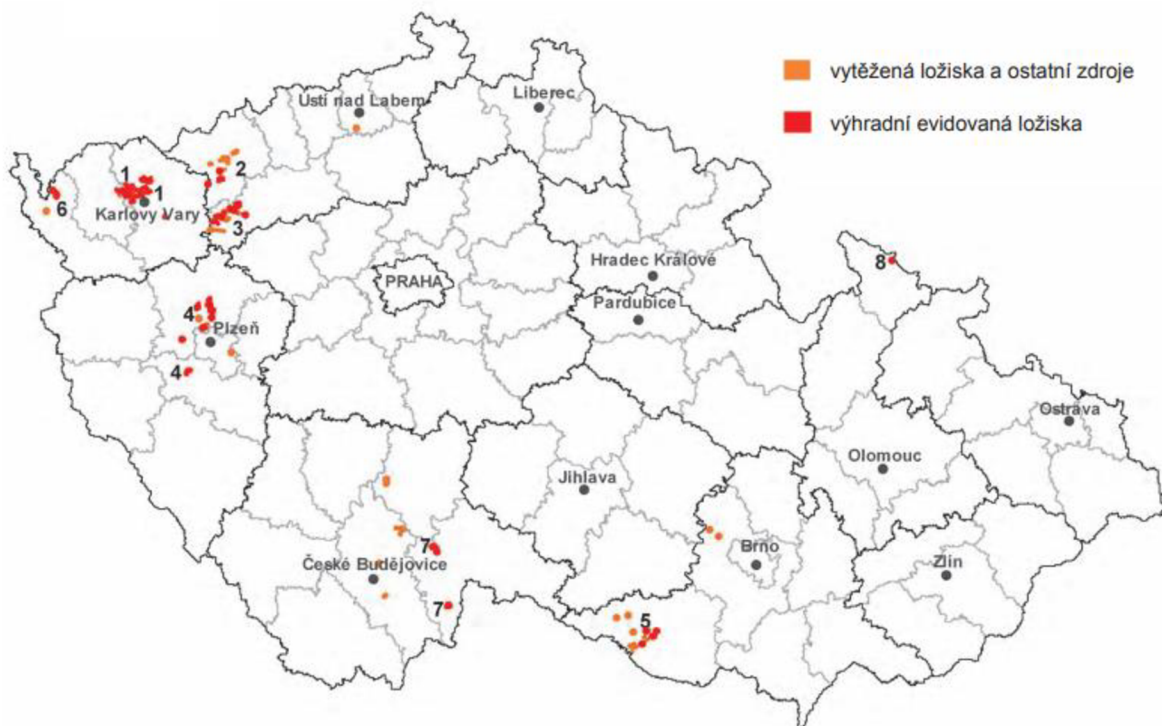 vytěžená ložiska a ostatní zdroje
výhradní evidovaná ložiska
Ústí nad Labem
Liberec
1
2
1
6
Karlovy Vary
3
Hradec Králové
8
PRAHA
Pardubice
4
Plzeň
4
Ostrava
Olomouc
Jihlava
7
Brno
České Budějovice
Zlín
7
5